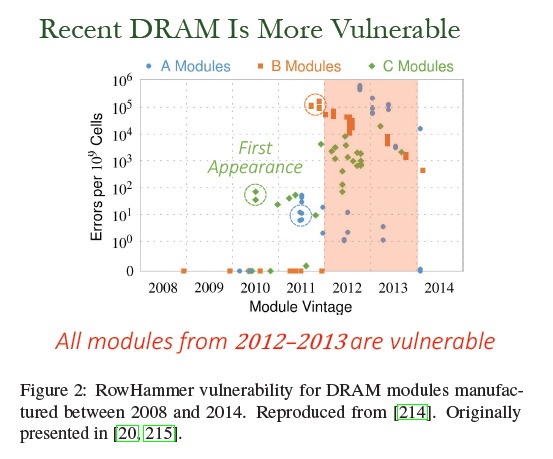 Recent DRAM Is More Vulnerable
A Modules B Modules C Modules
10^6
10^5
10^4
10^3
10^2
10^1
10^0
0
Errors per 10^9 Cells
First
Appearance
2008 2009 2010 2011 2012 2013 2014
Module Vintage
All modules from 2012–2013 are vulnerable
Figure 2: RowHammer vulnerability for DRAM modules manufac-
tured between 2008 and 2014. Reproduced from [214]. Originally
presented in [20, 215].